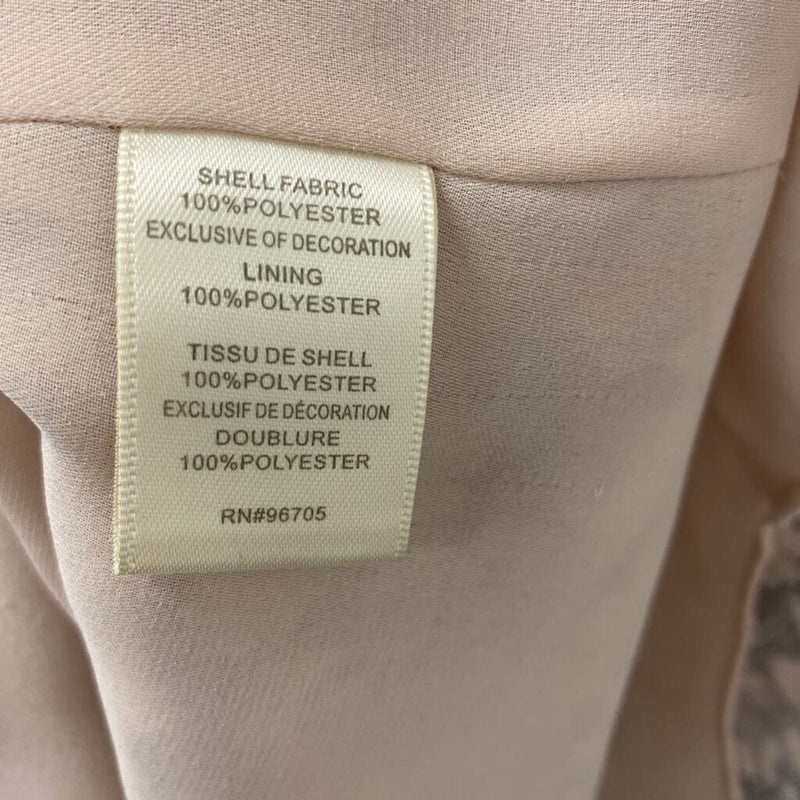 SHELL FABRIC
100%POLYESTER
EXCLUSIVE OF DECORATION
LINING
100%POLYESTER
TISSU DE SHELL
100%POLYESTER
EXCLUSIF DE DÉCORATION
DOUBLURE
100%POLYESTER
RN#96705